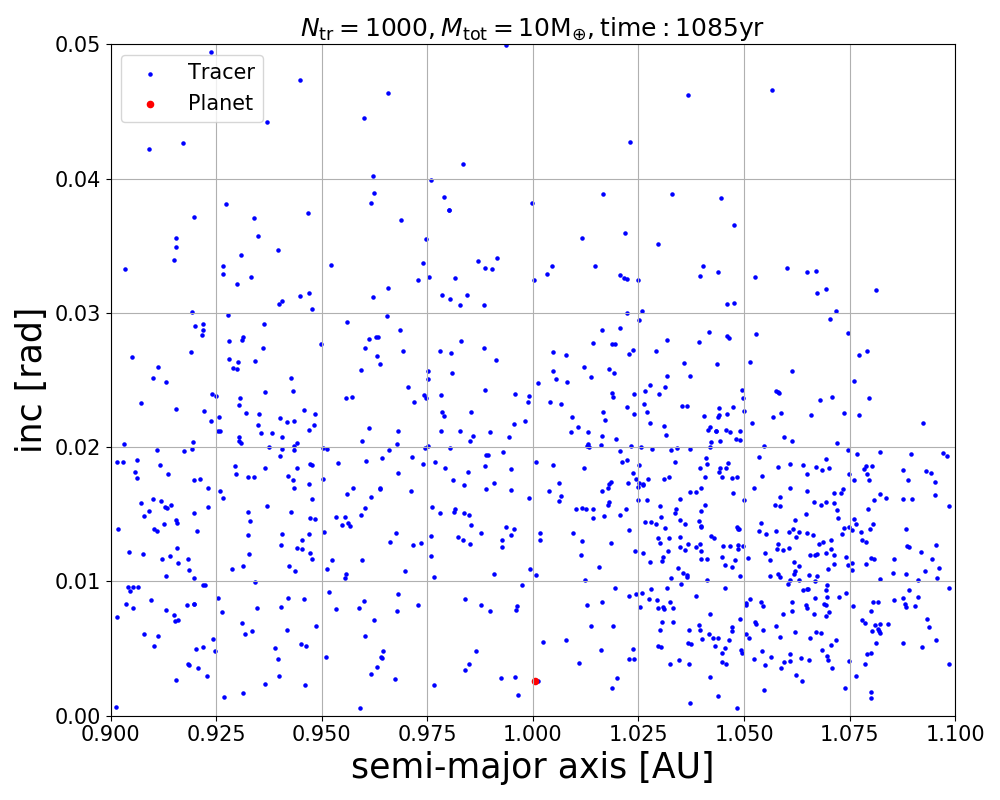 N_tr = 1000, M_tot = 10M_⊕, time : 1085yr
Tracer
Planet
0.05
0.04
0.03
0.02
0.01
0.00
inc [rad]
0.900 0.925 0.950 0.975 1.000 1.025 1.050 1.075 1.100
semi-major axis [AU]